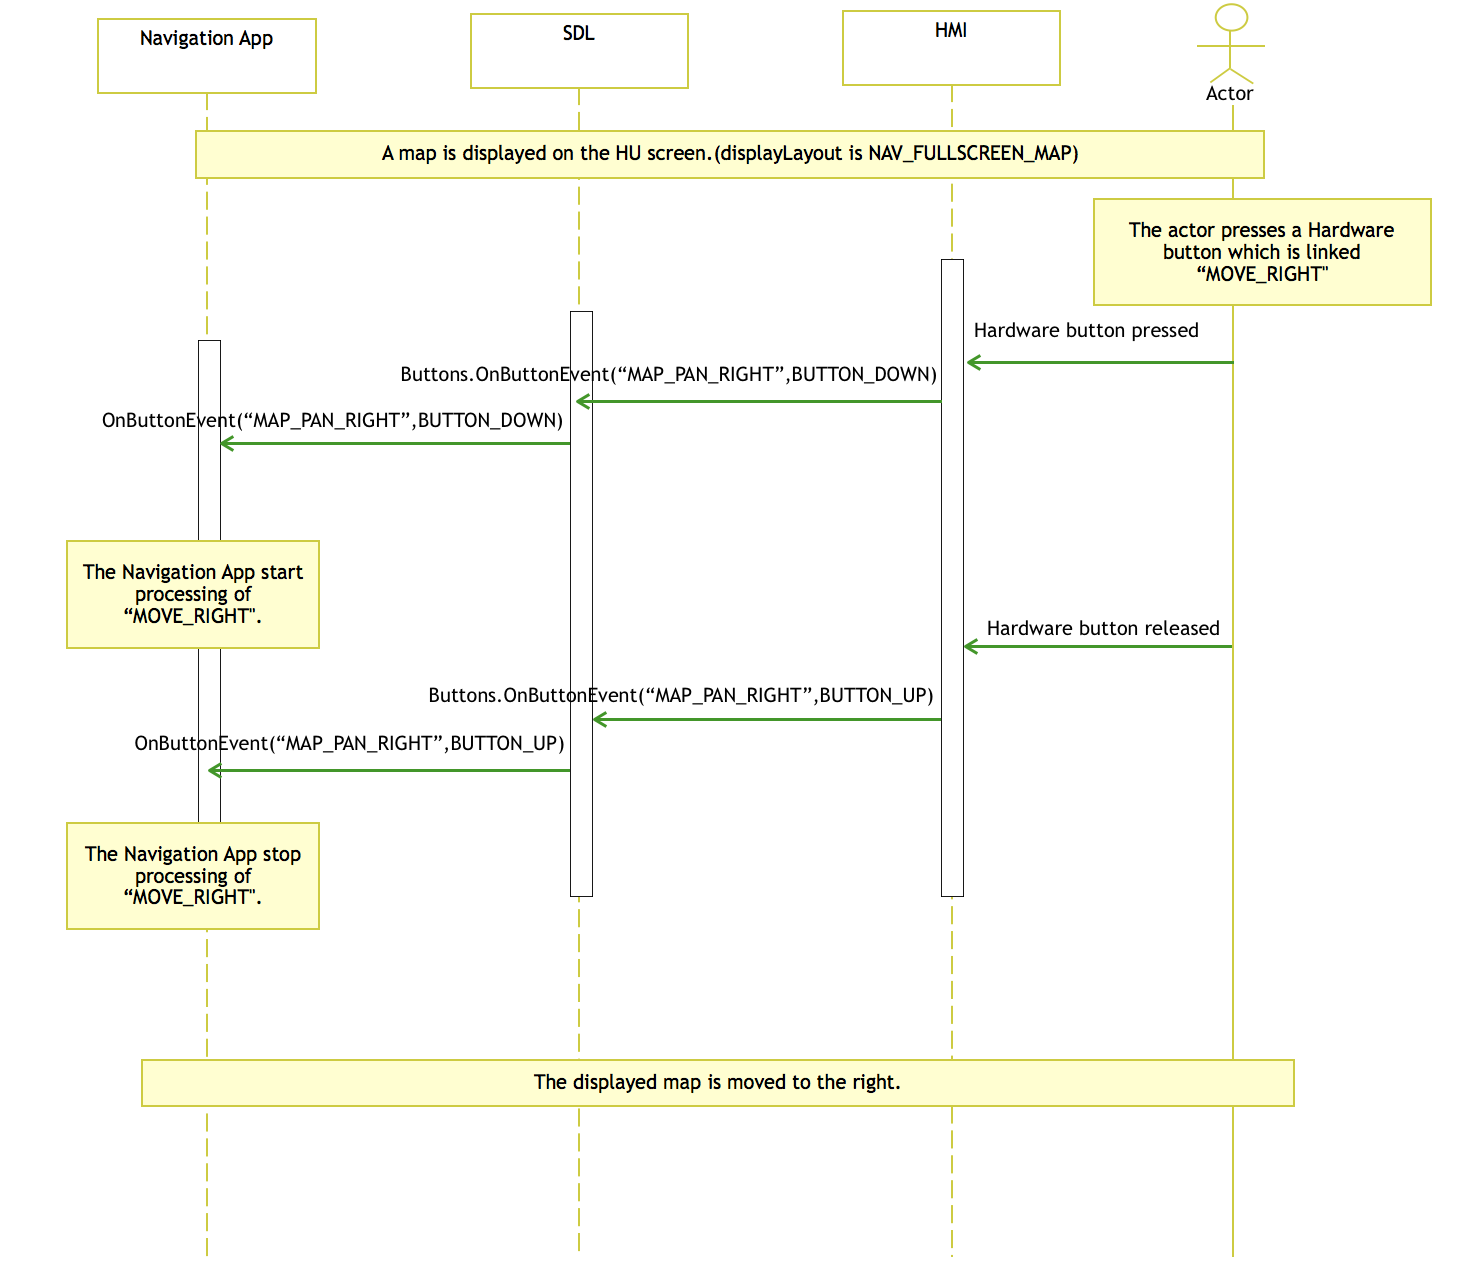 Navigation App
SDL
HMI
Actor
A map is displayed on the HU screen.(displayLayout is NAV_FULLSCREEN_MAP)
The actor presses a Hardware
button which is linked
“MOVE_RIGHT"
Hardware button pressed
Buttons.OnButtonEvent(“MAP_PAN_RIGHT”,BUTTON_DOWN)
OnButtonEvent(“MAP_PAN_RIGHT”,BUTTON_DOWN)
The Navigation App start
processing of
“MOVE_RIGHT".
Hardware button released
Buttons.OnButtonEvent(“MAP_PAN_RIGHT”,BUTTON_UP)
OnButtonEvent(“MAP_PAN_RIGHT”,BUTTON_UP)
The Navigation App stop
processing of
“MOVE_RIGHT".
The displayed map is moved to the right.